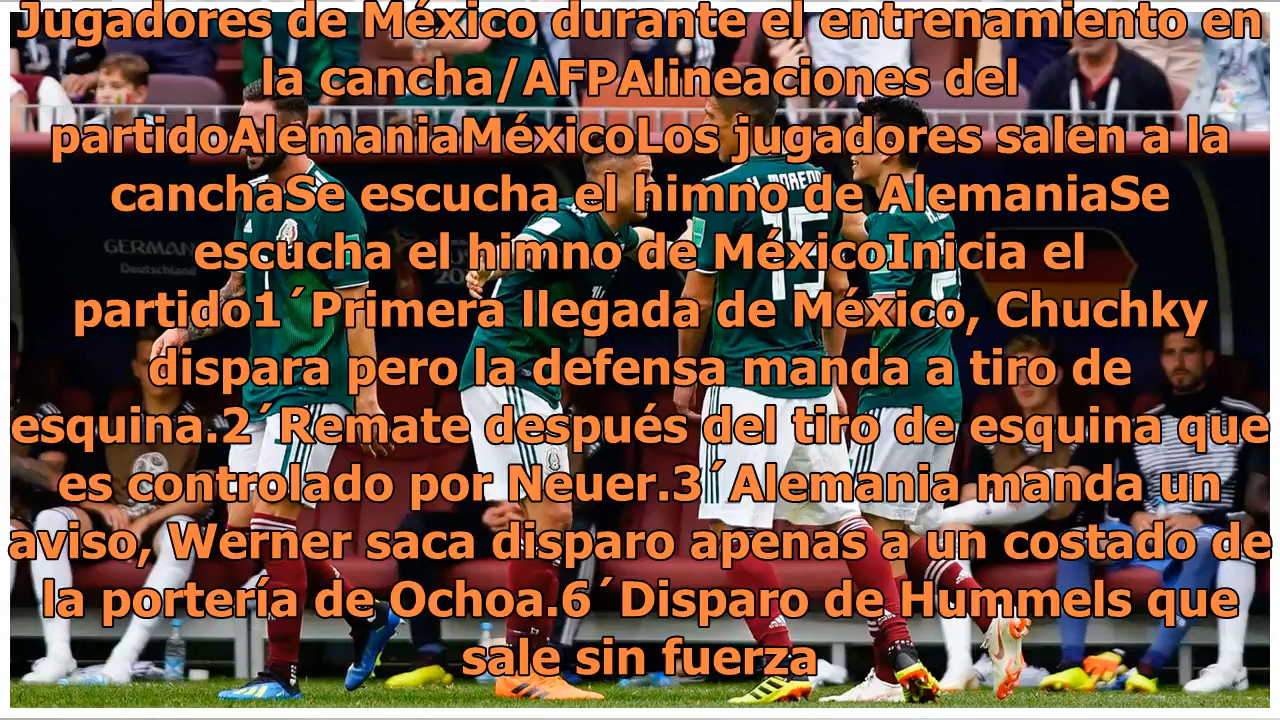 Jugadores de México durante el entrenamiento en
la cancha/AFPAlineaciones del
partidoAlemaniaMéxicoLos jugadores salen a la
canchaSe escucha el himno de AlemaniaSe
escucha el himno de MéxicoInicia el
partido1´Primera llegada de México, Chuchky
dispara pero la defensa manda a tiro de
esquina.2´Remate después del tiro de esquina que
es controlado por Neuer.3´Alemania manda un
aviso, Werner saca disparo apenas a un costado de
la portería de Ochoa.6´Disparo de Hummels que
sale sin fuerza
H. MORENO
15
GERMAN
Deutschland